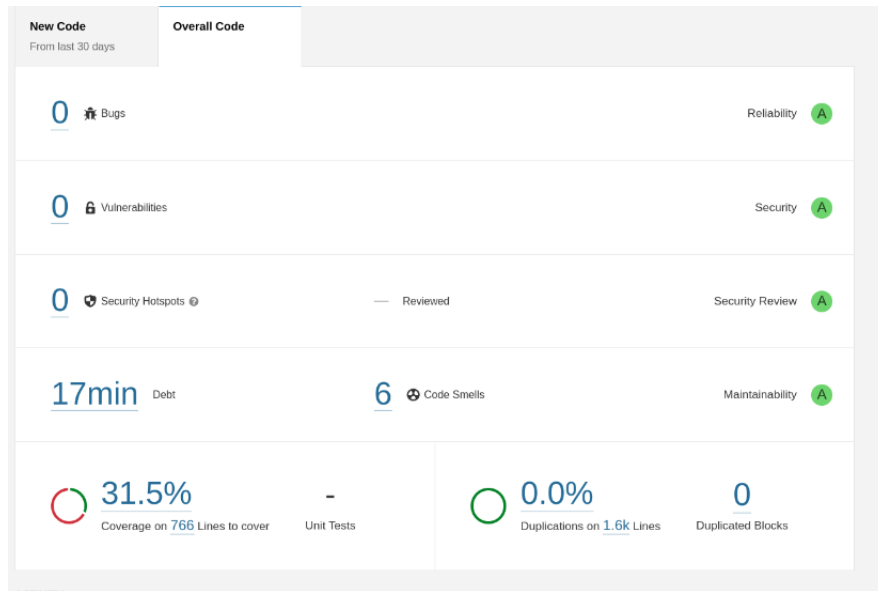 New Code
From last 30 days
Overall Code
0 Bugs
Reliability A
0 Vulnerabilities
Security A
0 Security Hotspots ?
— Reviewed
Security Review A
17min Debt
6 Code Smells
Maintainability A
31.5%
Coverage on 766 Lines to cover
-
Unit Tests
0.0%
Duplications on 1.6k Lines
0
Duplicated Blocks